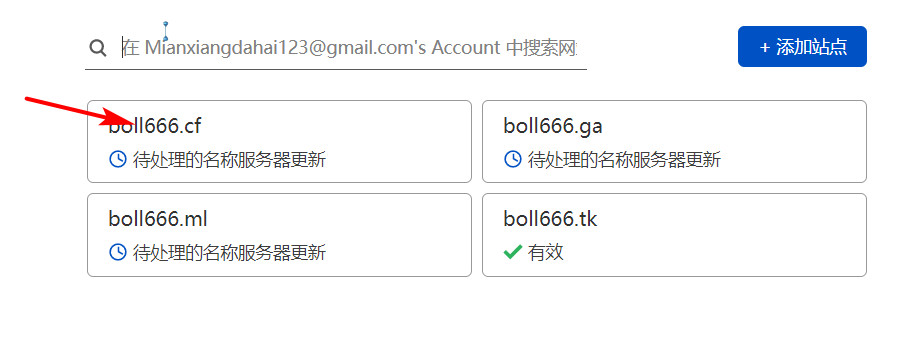 在 Mianxiangdahai123@gmail.com's Account 中搜索网
+ 添加站点
boll666.cf
待处理的名称服务器更新
boll666.ga
待处理的名称服务器更新
boll666.ml
待处理的名称服务器更新
boll666.tk
有效